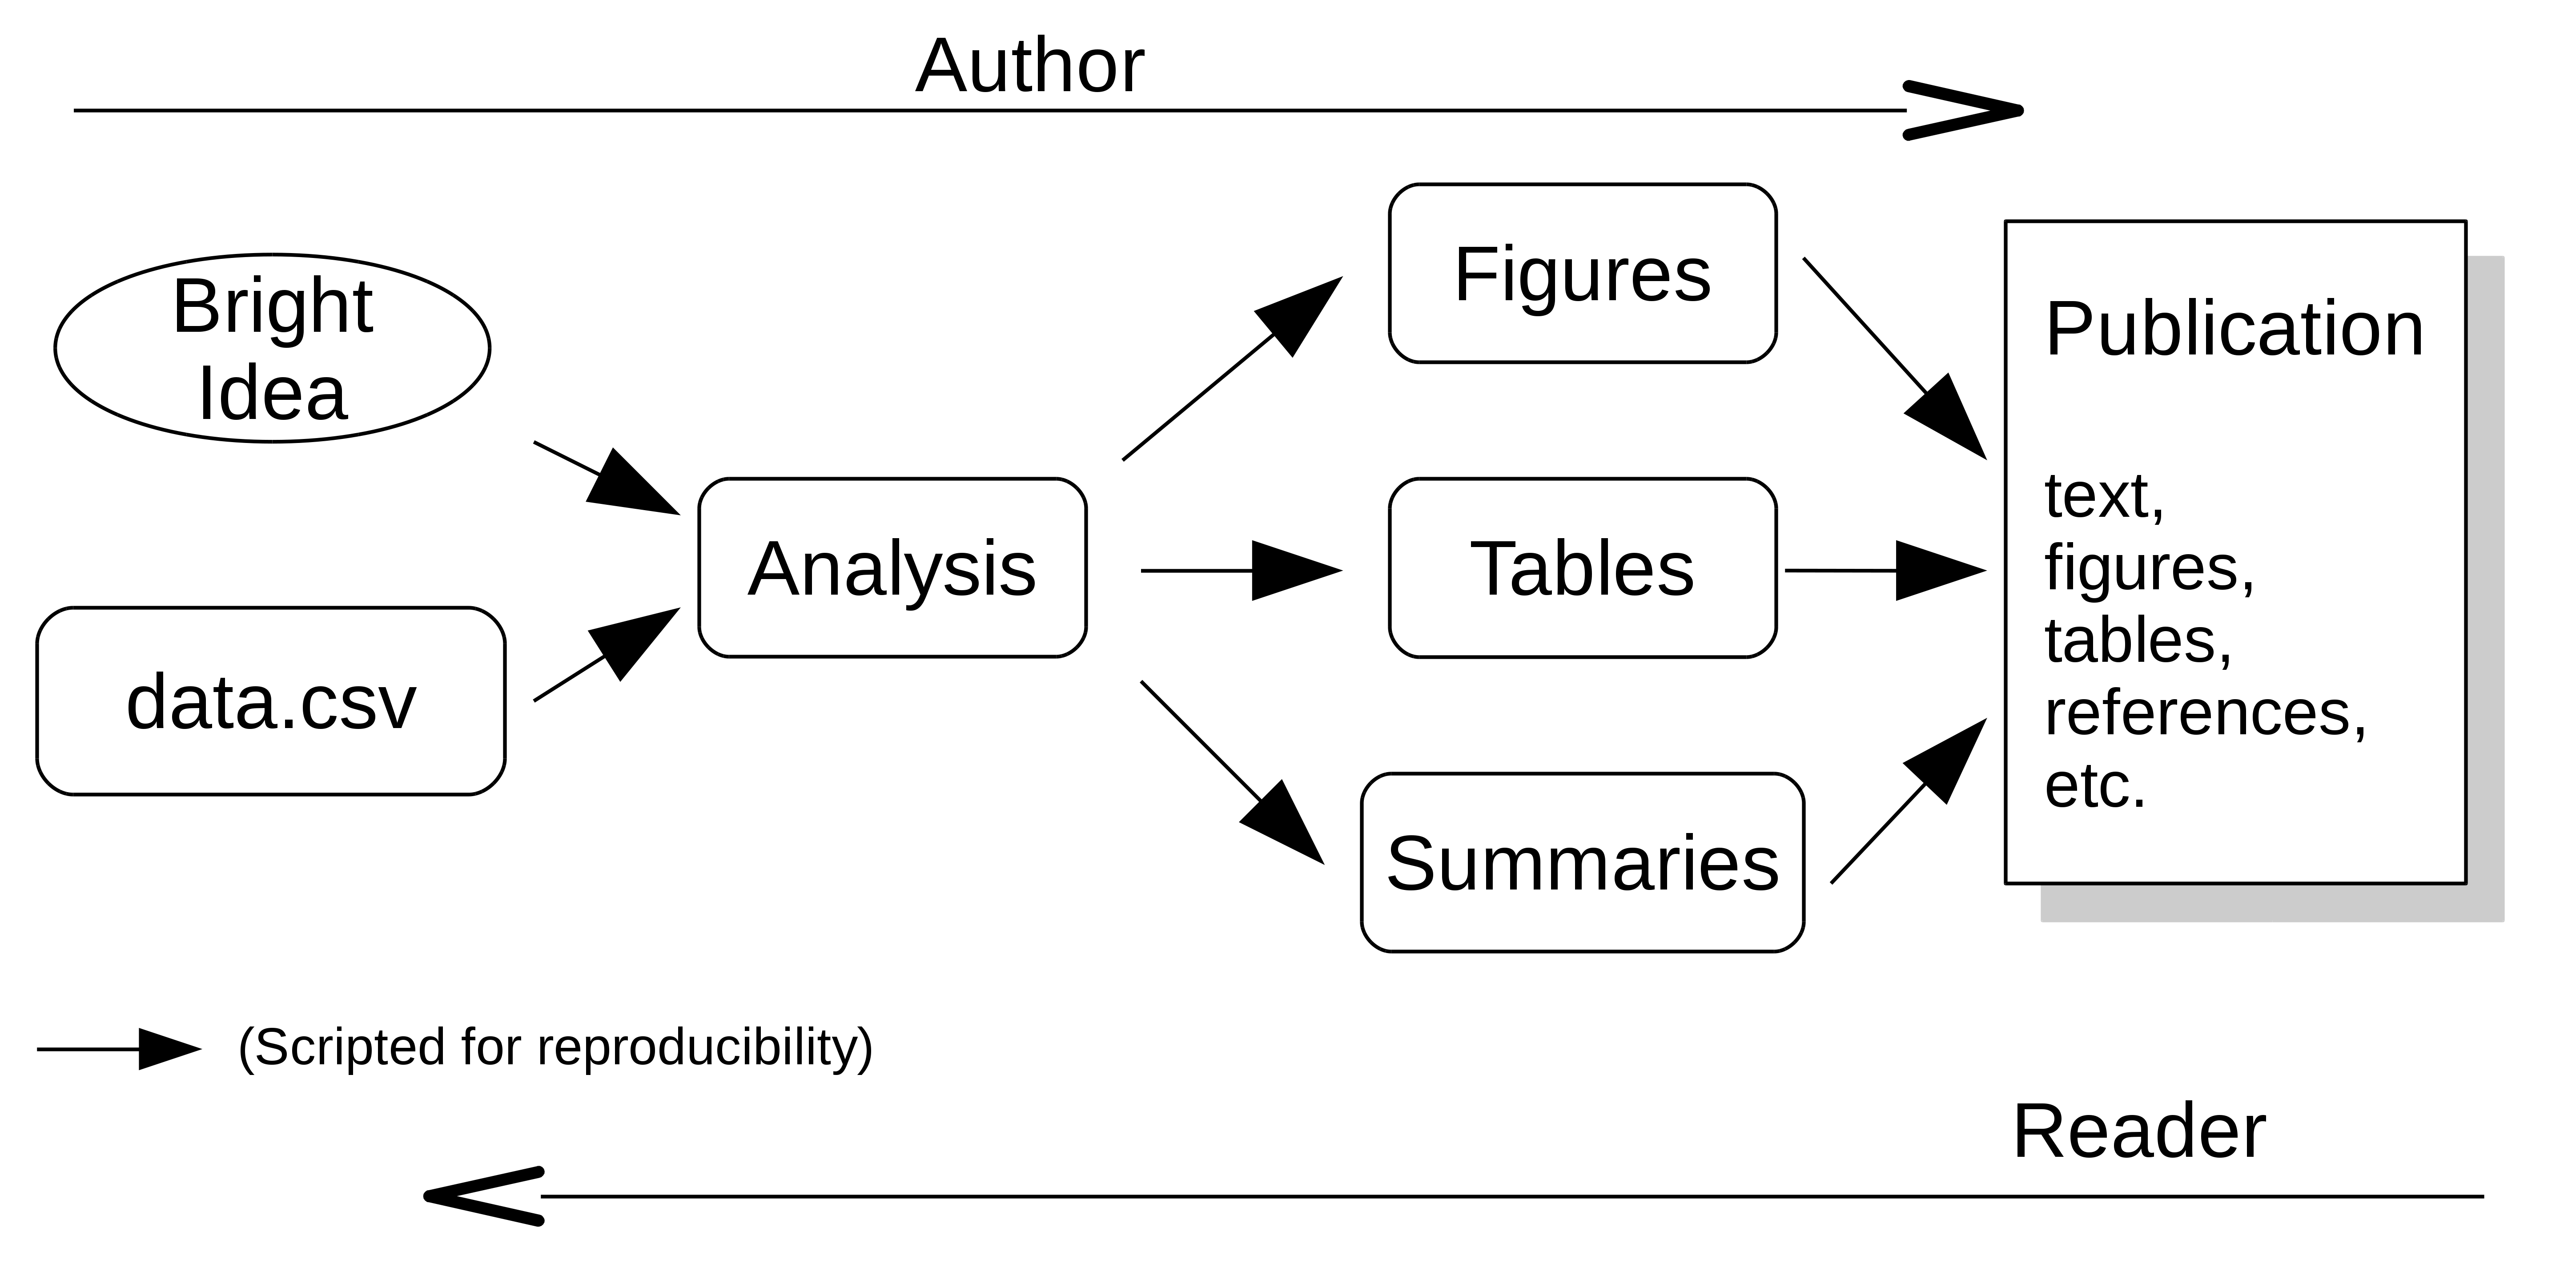 Author
Bright
Idea
data.csv
Analysis
Figures
Tables
Summaries
Publication
text,
figures,
tables,
references,
etc.
(Scripted for reproducibility)
Reader